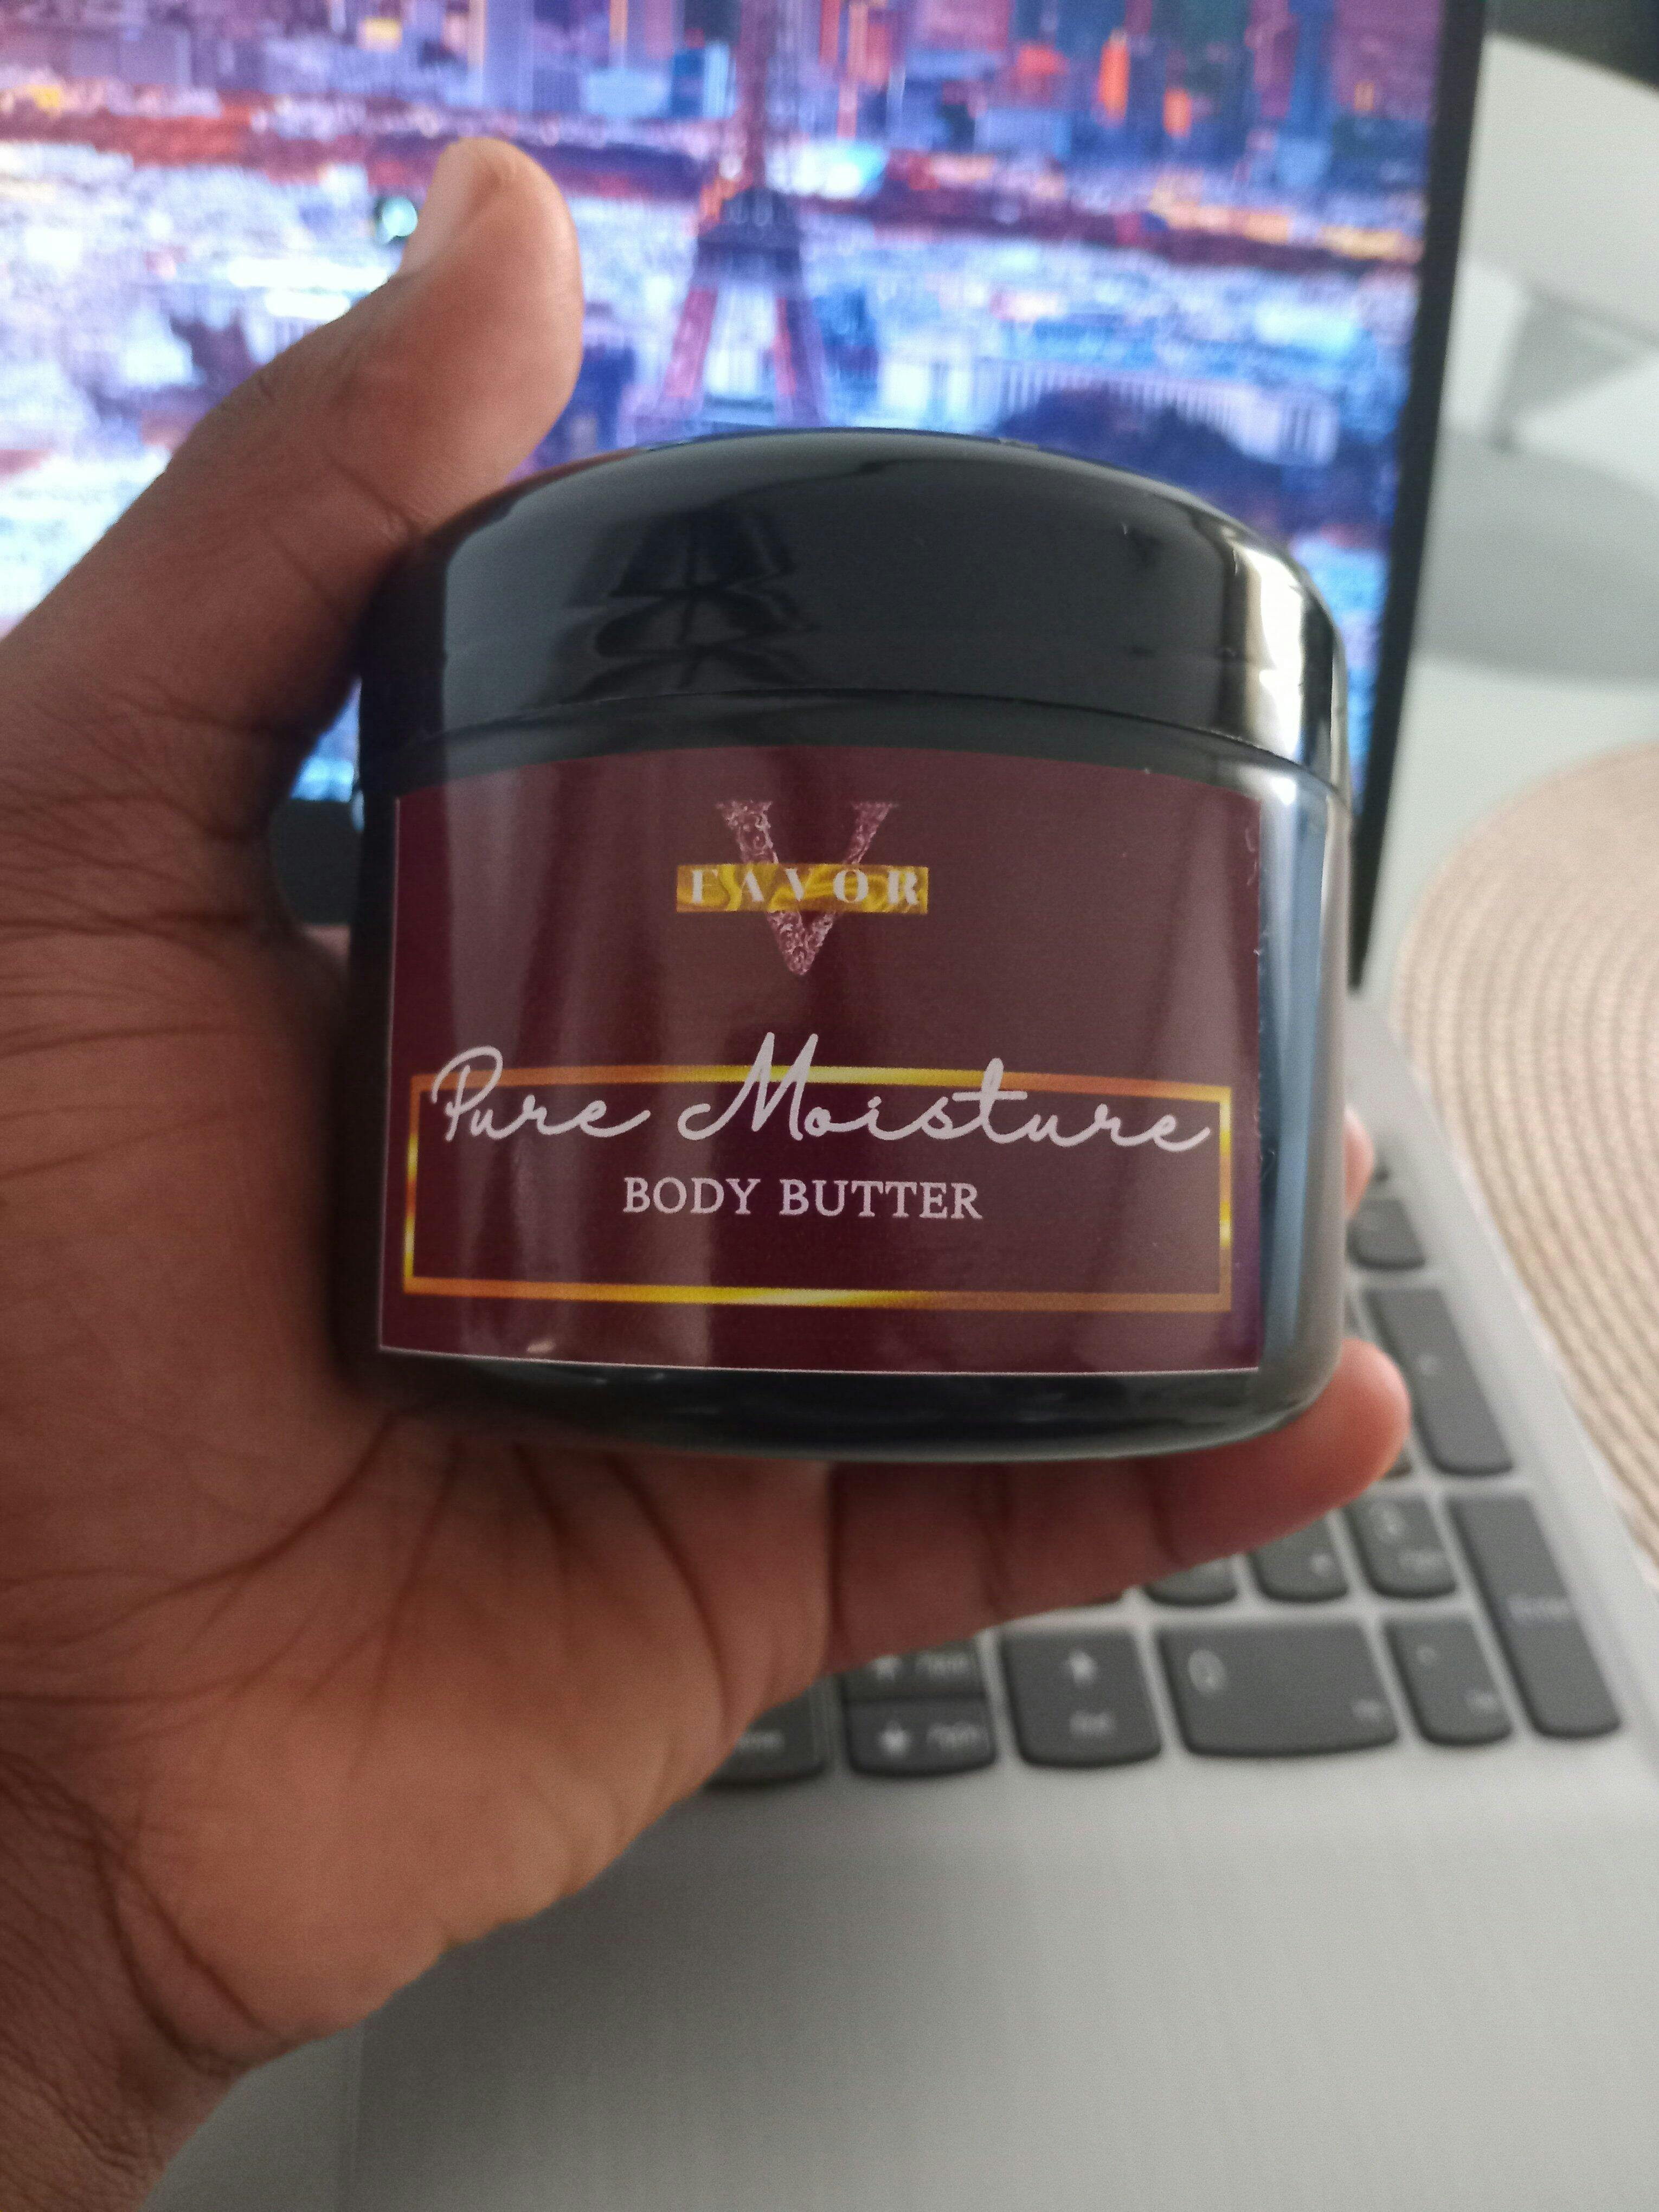 V
FAVOR
Pure Moisture
BODY BUTTER